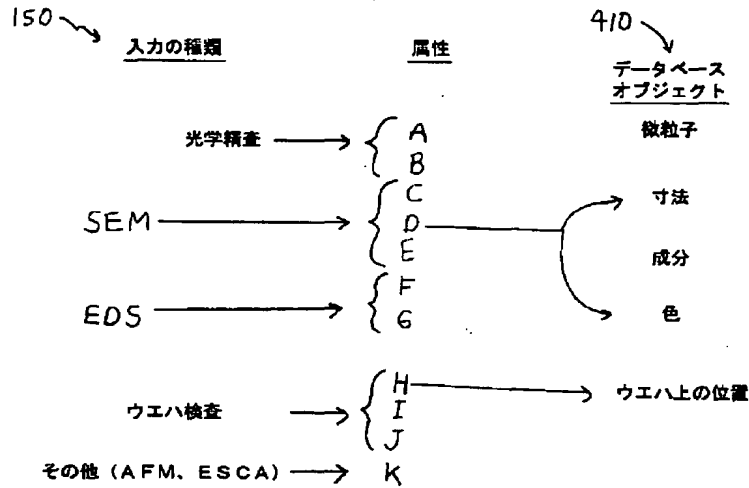 150
入力の種類
属性
410
データベース
オブジェクト
光学精査
A
B
微粒子
SEM
C
D
E
寸法
成分
EDS
F
G
色
ウエハ検査
H
I
J
ウエハ上の位置
その他（AFM、ESCA）
K